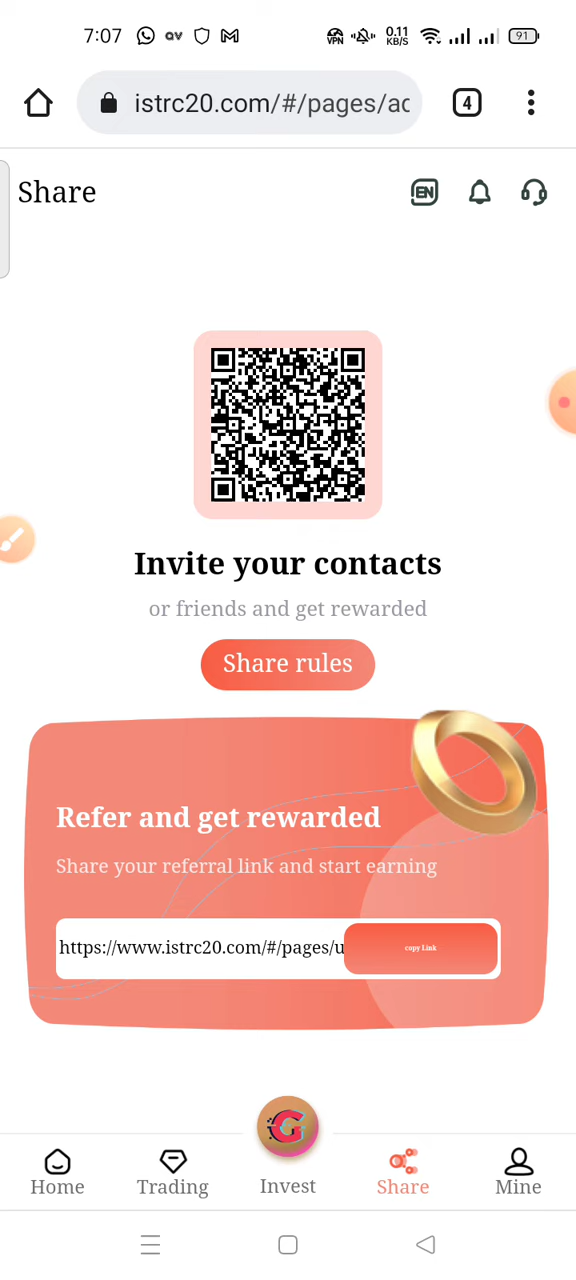 7:07
VPN
0.11
KB/S
91
istrc20.com/#/pages/ac
4
Share
EN
Invite your contacts
or friends and get rewarded
Share rules
Refer and get rewarded
Share your referral link and start earning
https://www.istrc20.com/#/pages/u
copy Link
G
Home
Trading
Invest
Share
Mine